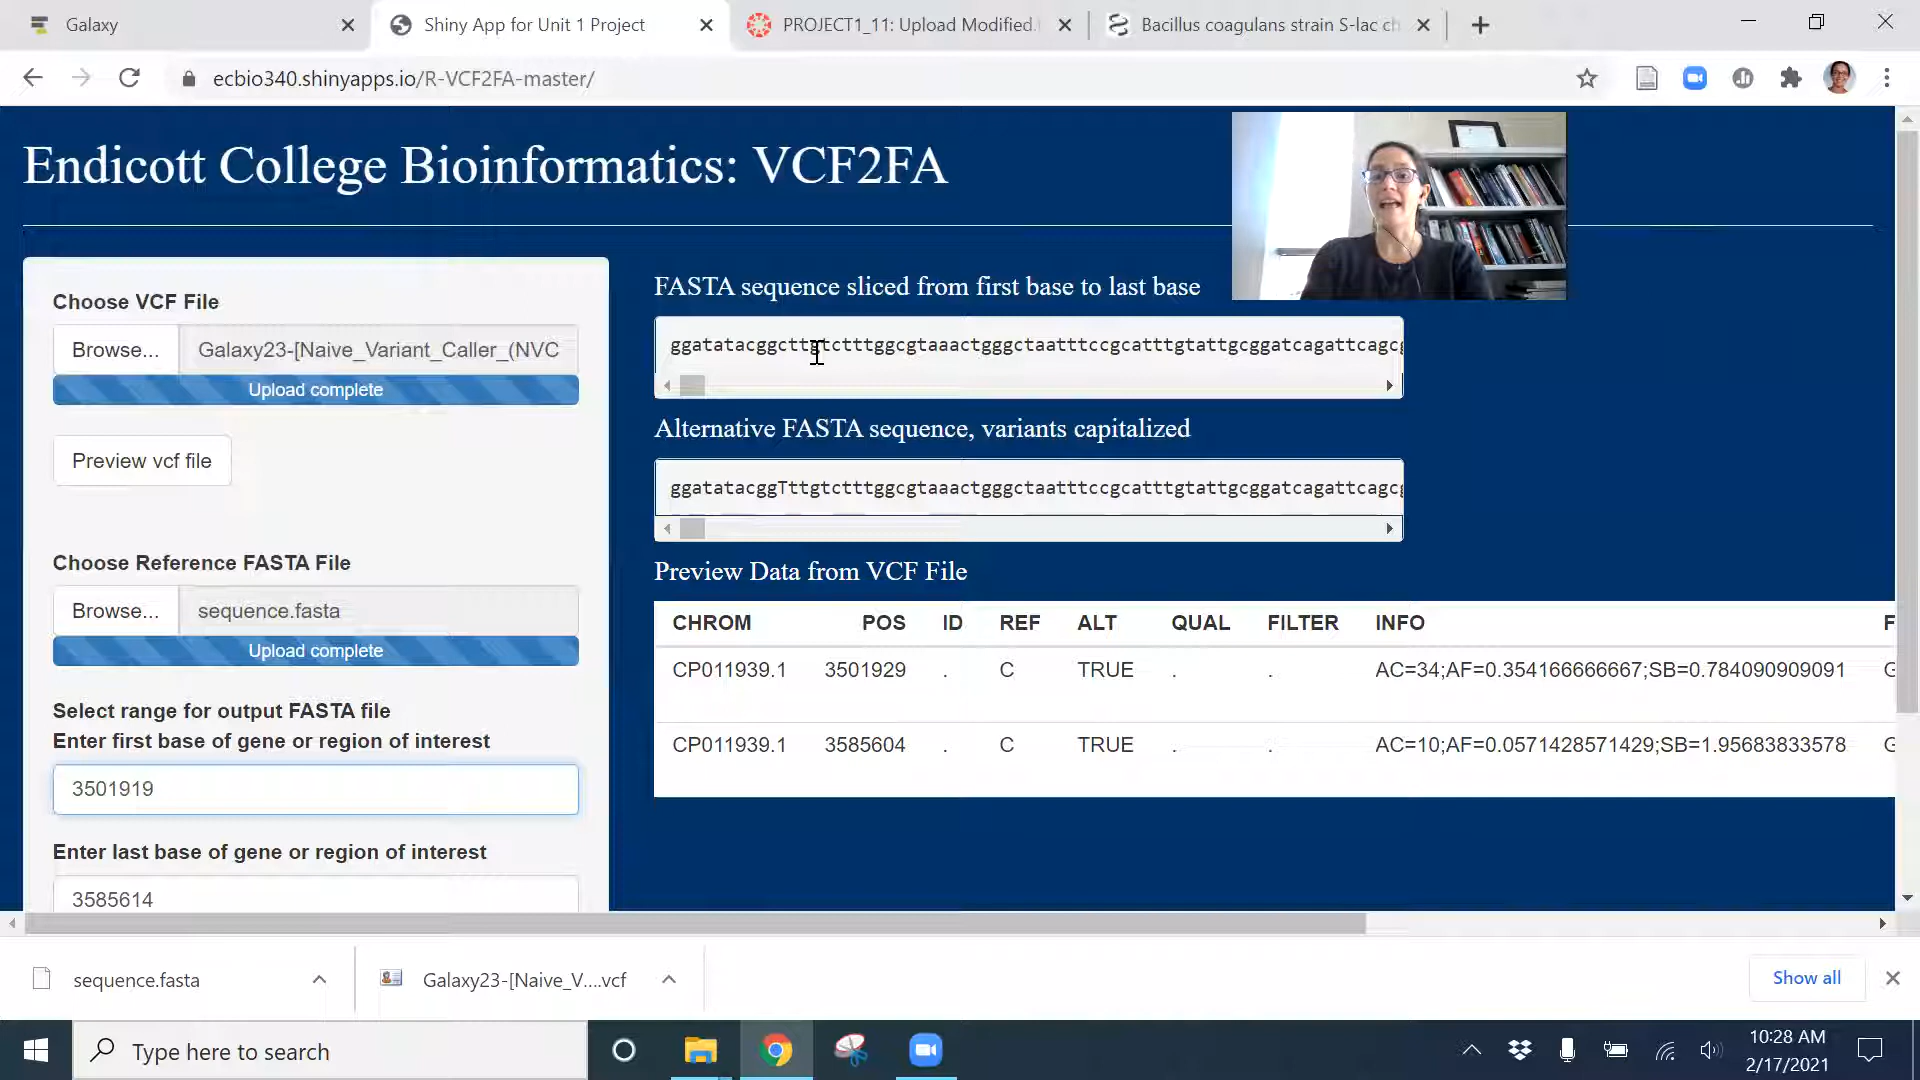 Galaxy
Shiny App for Unit 1 Project
PROJECT1_11: Upload Modified.
Bacillus coagulans strain S-lac ch
ecbio340.shinyapps.io/R-VCF2FA-master/
Endicott College Bioinformatics: VCF2FA
Choose VCF File
Browse... Galaxy23-[Naive_Variant_Caller_(NVC
Upload complete
Preview vcf file
Choose Reference FASTA File
Browse... sequence.fasta
Upload complete
Select range for output FASTA file
Enter first base of gene or region of interest
3501919
Enter last base of gene or region of interest
3585614
FASTA sequence sliced from first base to last base
ggatatacggcttgtctttggcgtaaactgggctaatttccgcatttgtattgcggatcagattcagcg
Alternative FASTA sequence, variants capitalized
ggatatacggTttgtctttggcgtaaactgggctaatttccgcatttgtattgcggatcagattcagcg
Preview Data from VCF File
CHROM POS ID REF ALT QUAL FILTER INFO F
CP011939.1 3501929 . C TRUE . . AC=34;AF=0.354166666667;SB=0.784090909091 G
CP011939.1 3585604 . C TRUE . . AC=10;AF=0.0571428571429;SB=1.95683833578 G
sequence.fasta
Galaxy23-[Naive_V....vcf
Show all
Type here to search
10:28 AM
2/17/2021